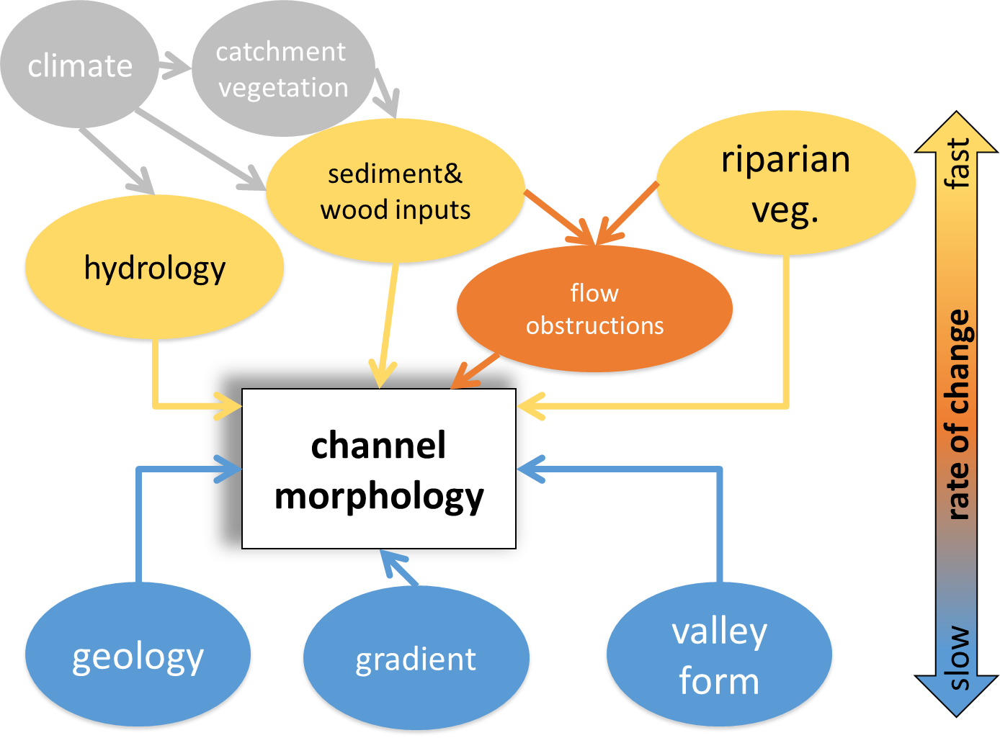 climate
catchment
vegetation
sediment&
wood inputs
riparian
veg.
hydrology
flow
obstructions
channel
morphology
geology
gradient
valley
form
fast
rate of change
slow